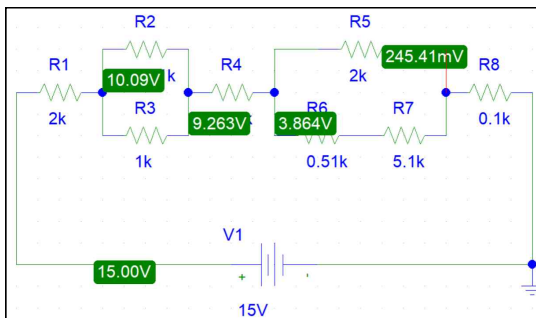 R2
R5
245.41mV
R1
10.09V
k
R4
R8
2k
R3
9.263V
3.864V
R6
R7
2k
0.1k
1k
0.51k
5.1k
V1
15.00V
+
-
15V